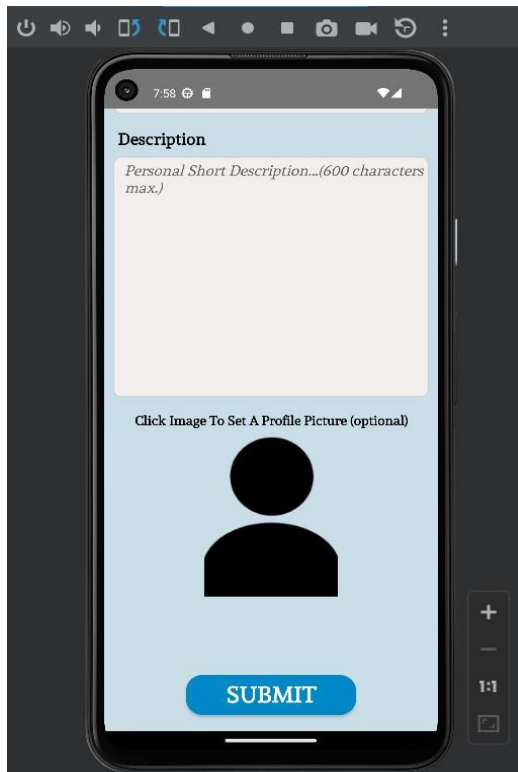 7:58
Description
Personal Short Description...(600 characters
max.)
Click Image To Set A Profile Picture (optional)
SUBMIT
1:1